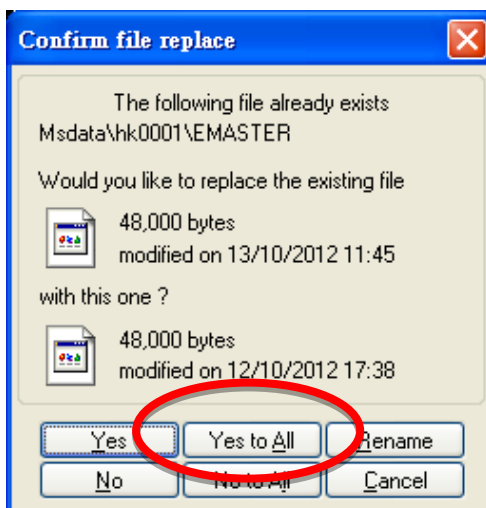 Confirm file replace
The following file already exists
Msdata\hk0001\EMASTER
Would you like to replace the existing file
48,000 bytes
modified on 13/10/2012 11:45
with this one ?
48,000 bytes
modified on 12/10/2012 17:38
Yes Yes to All Rename
No No to All Cancel